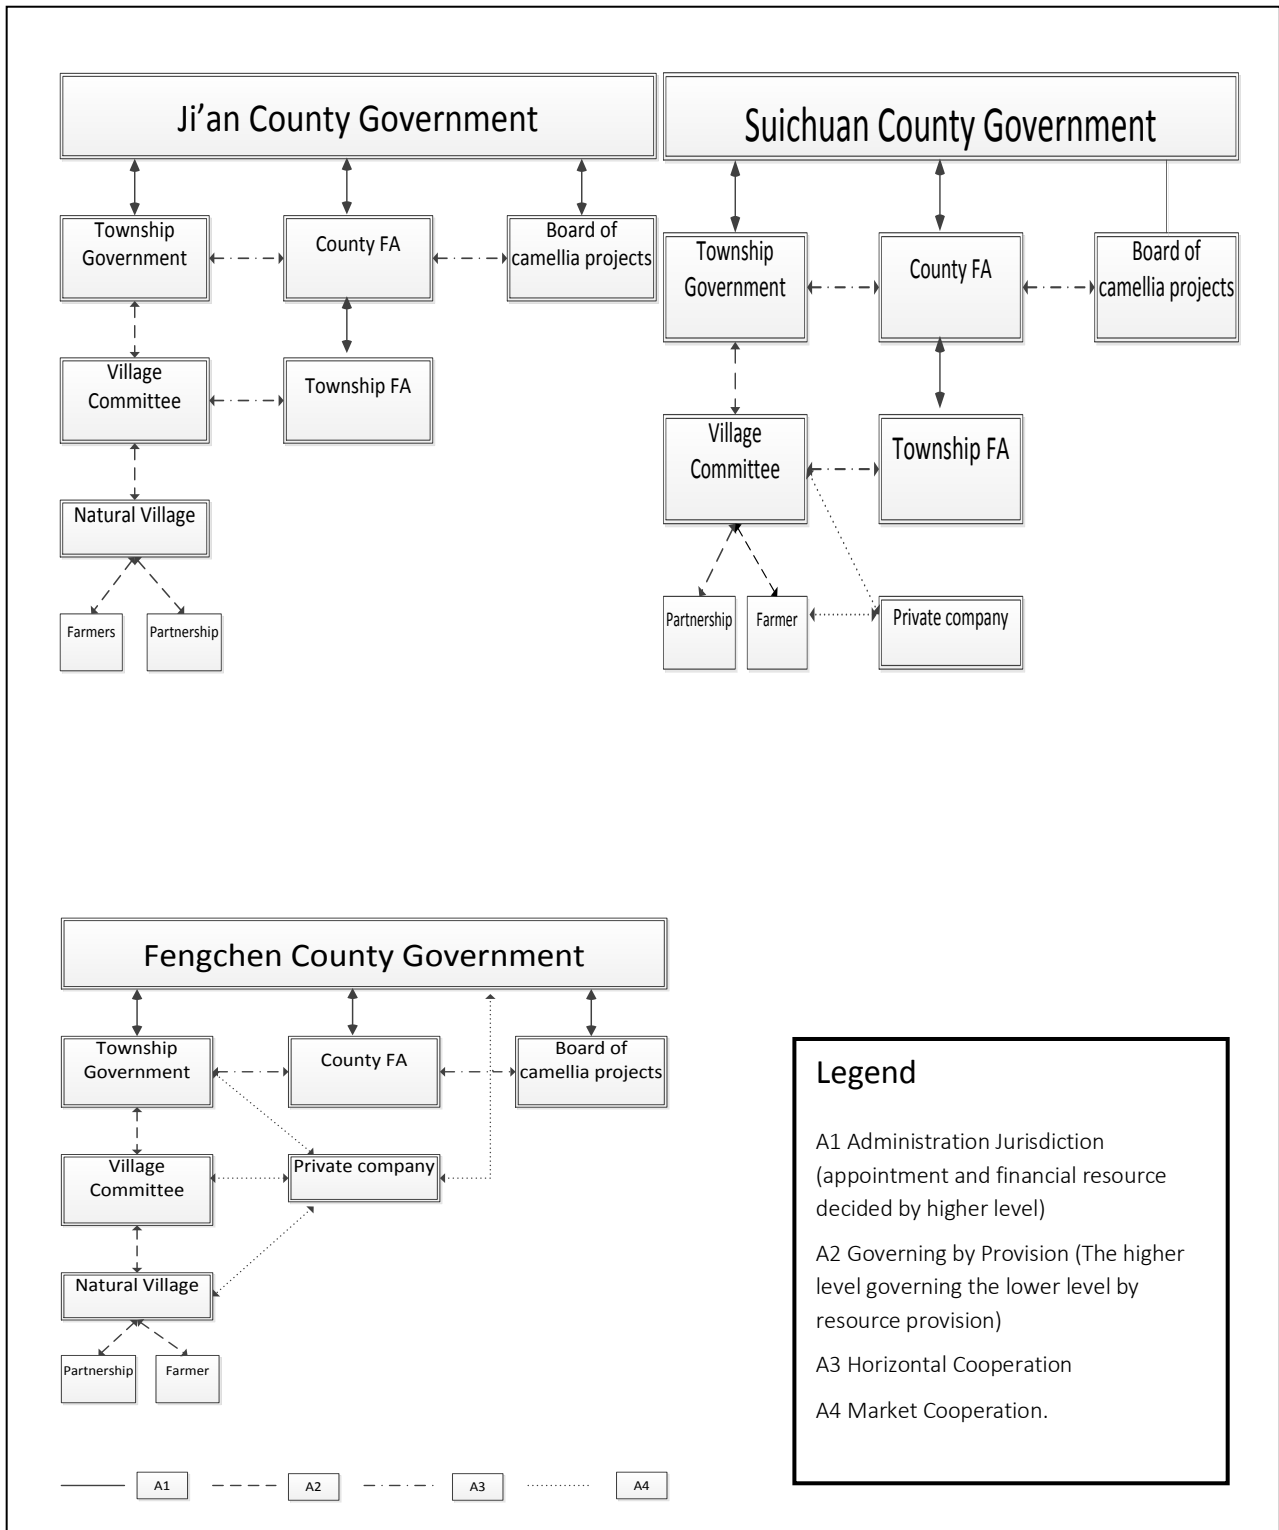 Ji'an County Government
Township
Government
County FA
Board of
camellia projects
Village
Committee
Township FA
Natural Village
Farmers
Partnership
Suichuan County Government
Township
Government
County FA
Board of
camellia projects
Village
Committee
Township FA
Partnership
Farmer
Private company
Fengchen County Government
Township
Government
County FA
Board of
camellia projects
Village
Committee
Private company
Natural Village
Partnership
Farmer
A1
A2
A3
A4
Legend
A1 Administration Jurisdiction
(appointment and financial resource
decided by higher level)
A2 Governing by Provision (The higher
level governing the lower level by
resource provision)
A3 Horizontal Cooperation
A4 Market Cooperation.